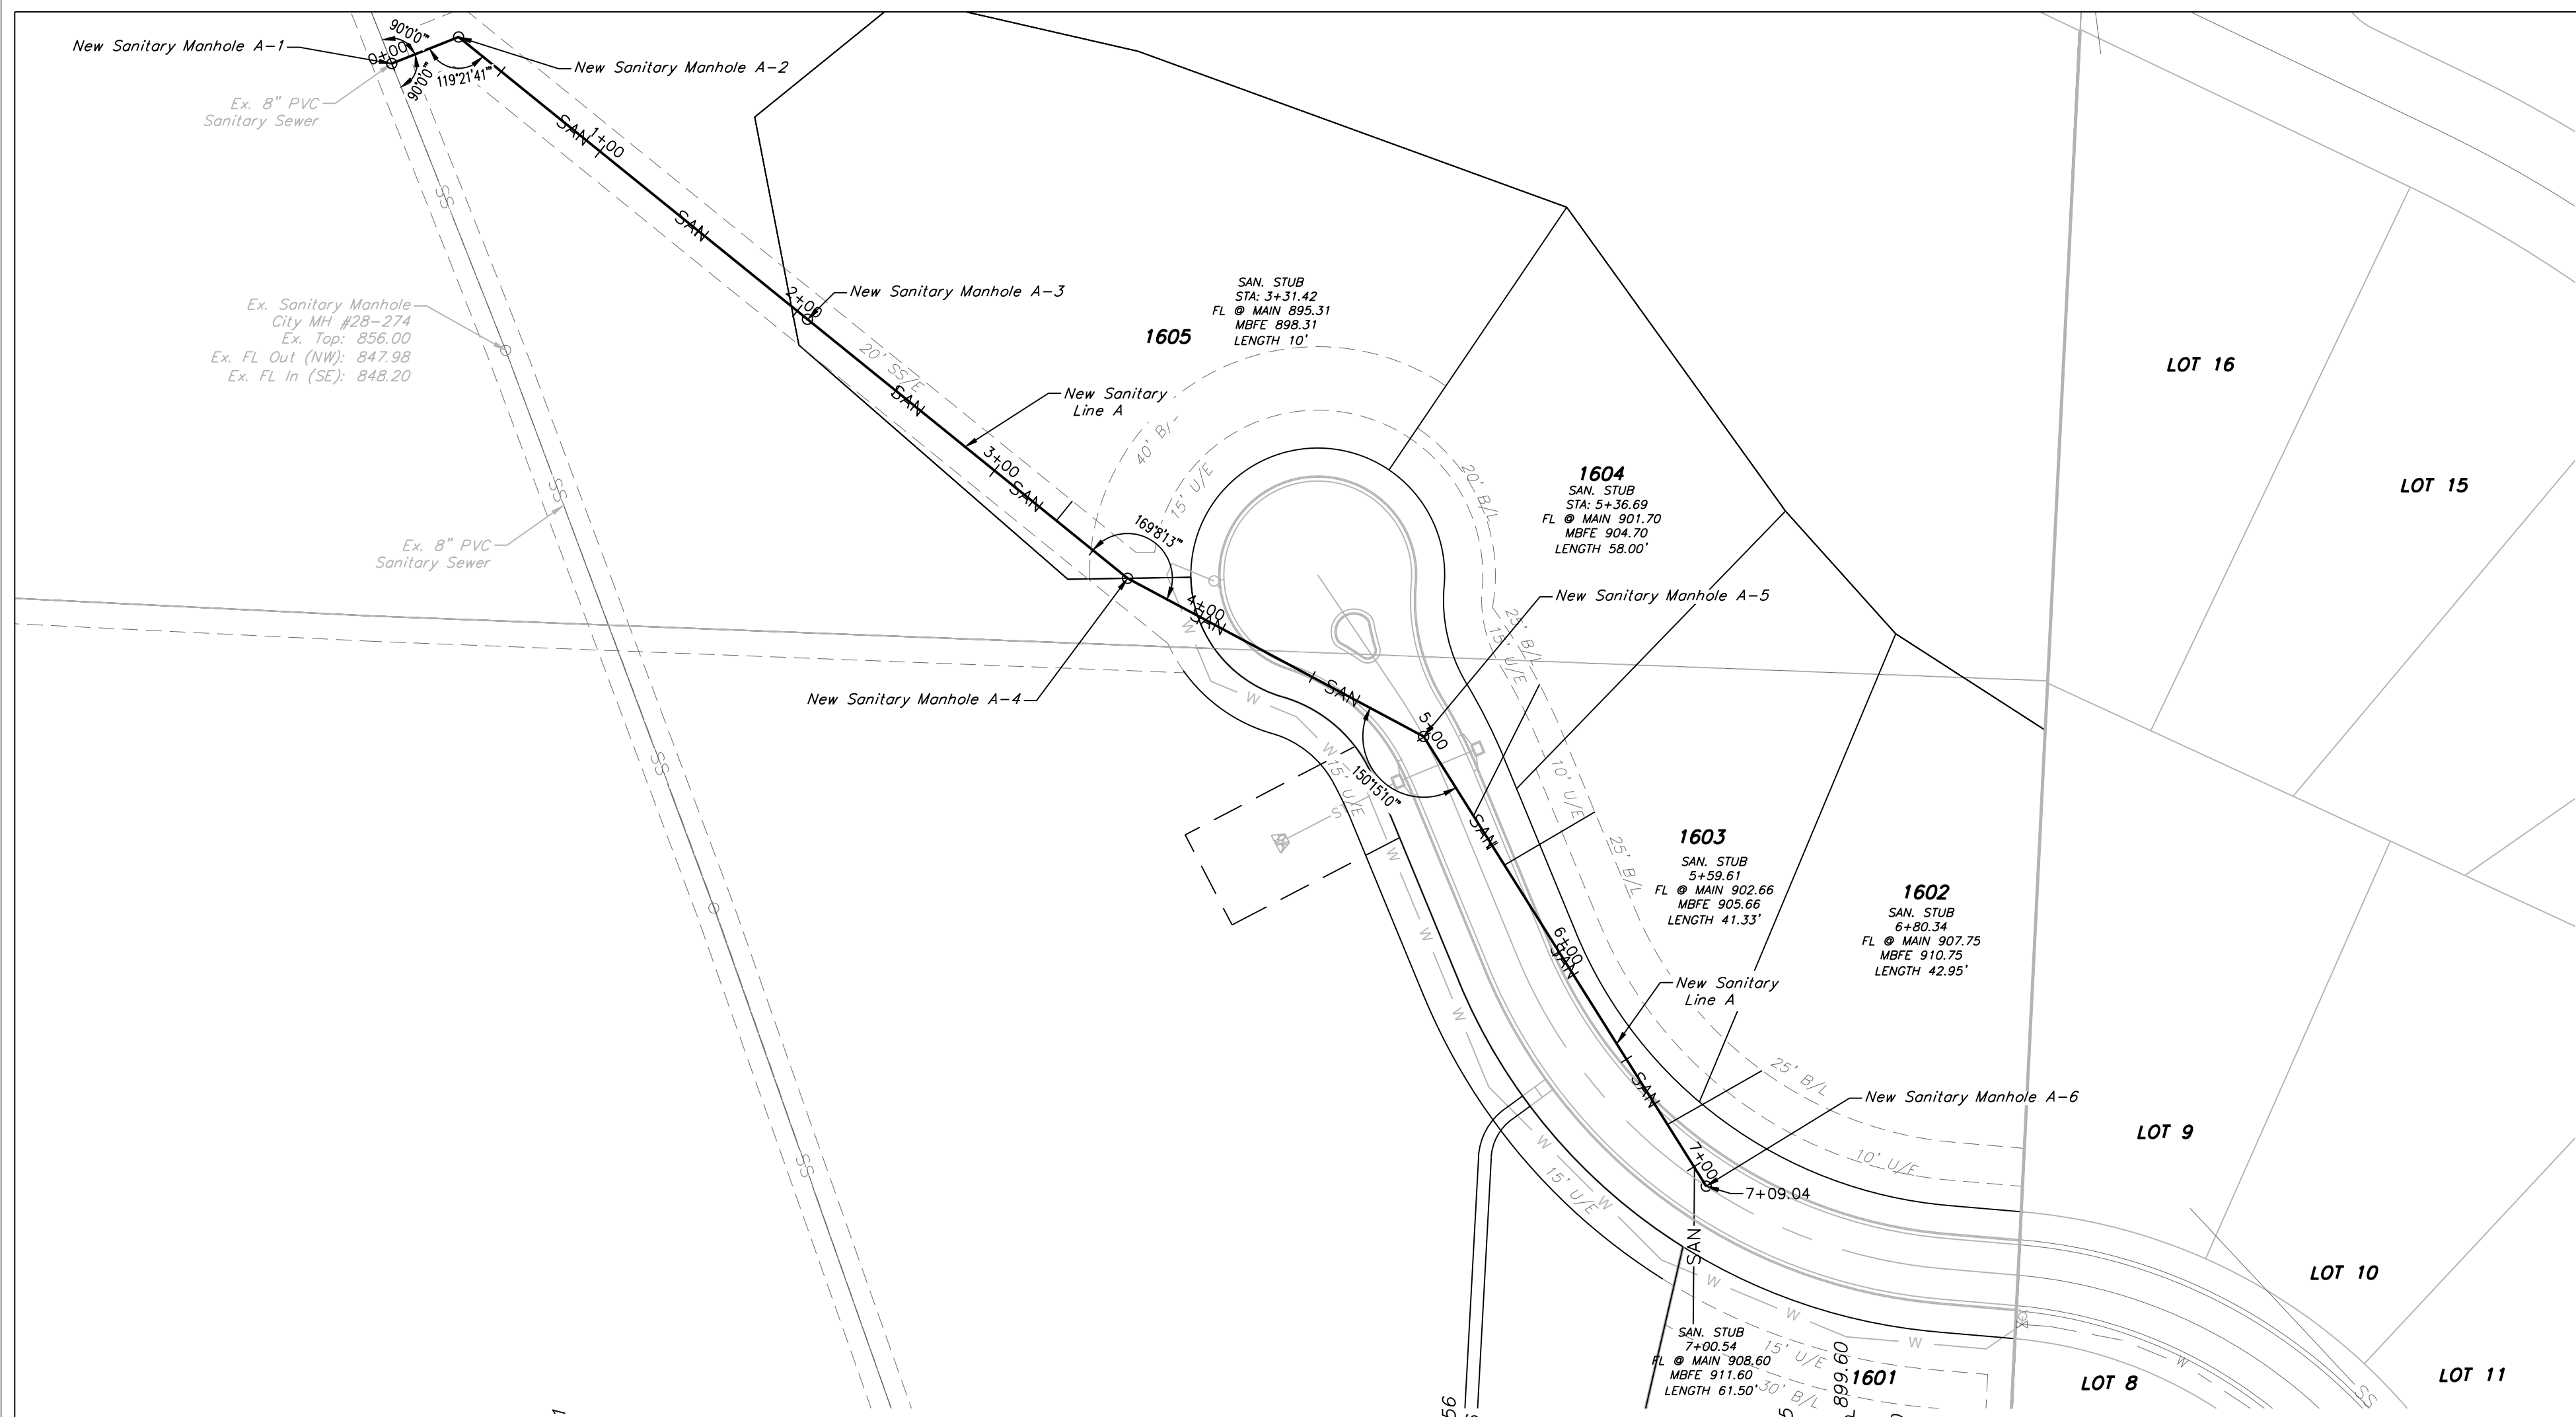 New Sanitary Manhole A-1
90°0'0"
0+00
90°0'0"
119°21'41"
New Sanitary Manhole A-2
Ex. 8" PVC
Sanitary Sewer
SAN
1+00
SS
SAN
2+00
New Sanitary Manhole A-3
Ex. Sanitary Manhole
City MH #28-274
Ex. Top: 856.00
Ex. FL Out (NW): 847.98
Ex. FL In (SE): 848.20
20' SS/E
SAN
New Sanitary
Line A
3+00
SAN
1605
SAN. STUB
STA: 3+31.42
FL @ MAIN 895.31
MBFE 898.31
LENGTH 10'
40' B/
15' U/E
20' B/L
1604
SAN. STUB
STA: 5+36.69
FL @ MAIN 901.70
MBFE 904.70
LENGTH 58.00'
LOT 16
LOT 15
SS
Ex. 8" PVC
Sanitary Sewer
169°8'13"
4+00
SAN
W
New Sanitary Manhole A-5
25' B/L
15' U/E
New Sanitary Manhole A-4
SAN
W
5+00
W
15' U/E
150°15'10"
10' U/E
SS
S
SAN
W
25' B/L
1603
SAN. STUB
5+59.61
FL @ MAIN 902.66
MBFE 905.66
LENGTH 41.33'
1602
SAN. STUB
6+80.34
FL @ MAIN 907.75
MBFE 910.75
LENGTH 42.95'
6+00
SAN
W
New Sanitary
Line A
W
SAN
25' B/L
New Sanitary Manhole A-6
LOT 9
W
7+00
10' U/E
SS
15' U/E
W
7+09.04
SAN
W
W
W
LOT 10
SAN. STUB
7+00.54
FL @ MAIN 908.60
MBFE 911.60
LENGTH 61.50'
15' U/E
30' B/L
899.60
1601
LOT 8
W
LOT 11
SS
56